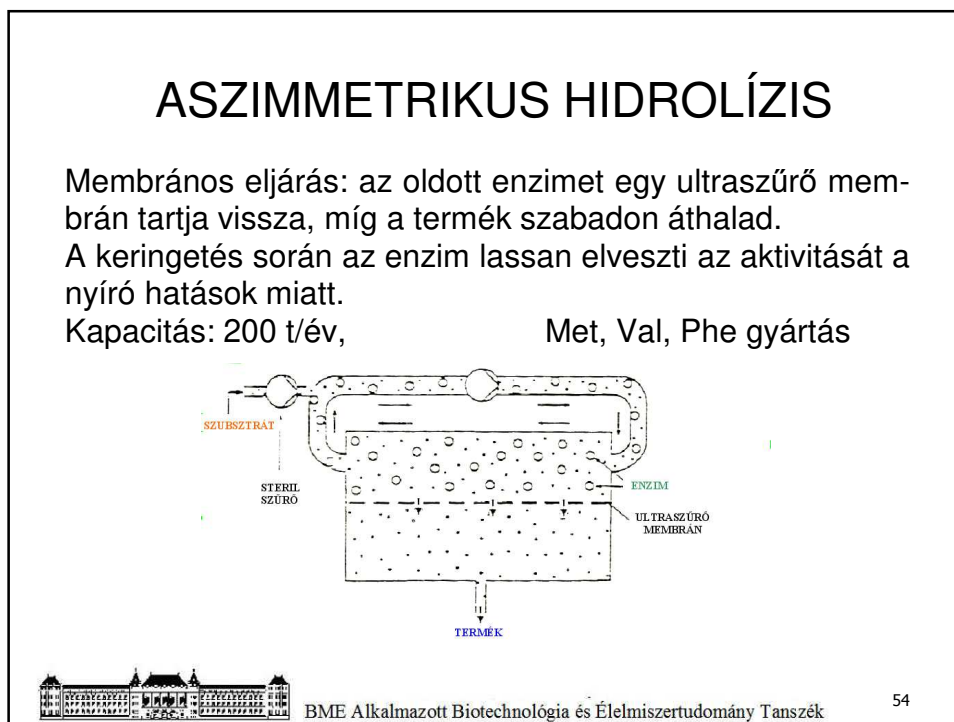 ASZIMMETRIKUS HIDROLÍZIS
Membrános eljárás: az oldott enzimet egy ultraszűrő mem-
brán tartja vissza, míg a termék szabadon áthalad.
A keringetés során az enzim lassan elveszti az aktivitását a
nyíró hatások miatt.
Kapacitás: 200 t/év, Met, Val, Phe gyártás
SZUBSZTRÁT
STERIL
SZŰRŐ
ENZIM
ULTRASZŰRŐ
MEMBRÁN
TERMÉK
BME Alkalmazott Biotechnológia és Élelmiszertudomány Tanszék
54